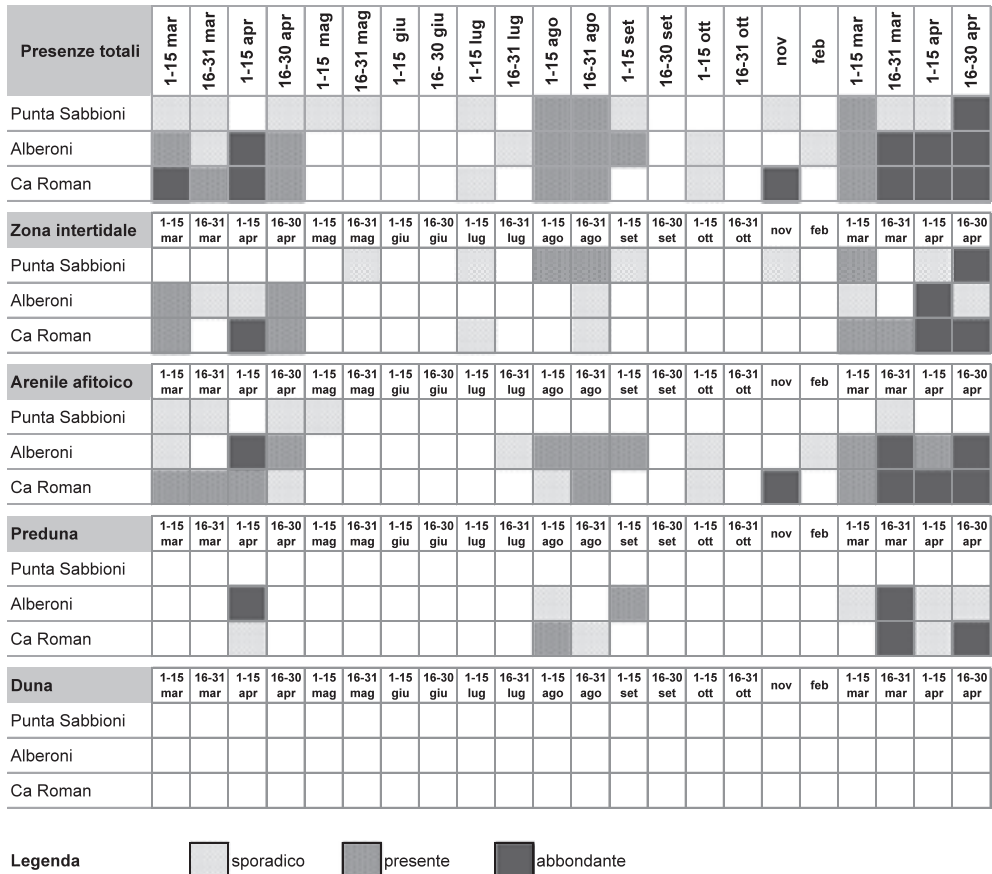 Presenze totali 1-15 mar 16-31 mar 1-15 apr 16-30 apr 1-15 mag 16-31 mag 1-15 giu 16- 30 giu 1-15 lug 16-31 lug 1-15 ago 16-31 ago 1-15 set 16-30 set 1-15 ott 16-31 ott nov feb 1-15 mar 16-31 mar 1-15 apr 16-30 apr
Punta Sabbioni
Alberoni
Ca Roman
Zona intertidale 1-15 mar 16-31 mar 1-15 apr 16-30 apr 1-15 mag 16-31 mag 1-15 giu 16-30 giu 1-15 lug 16-31 lug 1-15 ago 16-31 ago 1-15 set 16-30 set 1-15 ott 16-31 ott nov feb 1-15 mar 16-31 mar 1-15 apr 16-30 apr
Punta Sabbioni
Alberoni
Ca Roman
Arenile afitoico 1-15 mar 16-31 mar 1-15 apr 16-30 apr 1-15 mag 16-31 mag 1-15 giu 16-30 giu 1-15 lug 16-31 lug 1-15 ago 16-31 ago 1-15 set 16-30 set 1-15 ott 16-31 ott nov feb 1-15 mar 16-31 mar 1-15 apr 16-30 apr
Punta Sabbioni
Alberoni
Ca Roman
Preduna 1-15 mar 16-31 mar 1-15 apr 16-30 apr 1-15 mag 16-31 mag 1-15 giu 16-30 giu 1-15 lug 16-31 lug 1-15 ago 16-31 ago 1-15 set 16-30 set 1-15 ott 16-31 ott nov feb 1-15 mar 16-31 mar 1-15 apr 16-30 apr
Punta Sabbioni
Alberoni
Ca Roman
Duna 1-15 mar 16-31 mar 1-15 apr 16-30 apr 1-15 mag 16-31 mag 1-15 giu 16-30 giu 1-15 lug 16-31 lug 1-15 ago 16-31 ago 1-15 set 16-30 set 1-15 ott 16-31 ott nov feb 1-15 mar 16-31 mar 1-15 apr 16-30 apr
Punta Sabbioni
Alberoni
Ca Roman
Legenda sporadico presente abbondante